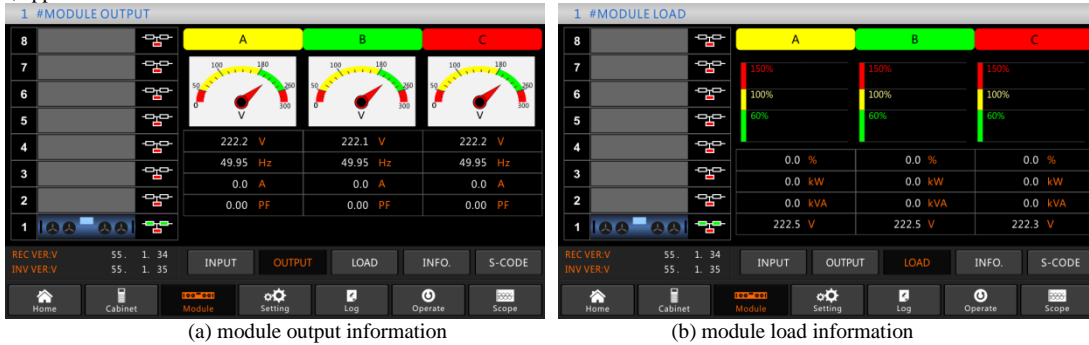 1 #MODULE OUTPUT
8
7
6
5
4
3
2
1
A B C
0 50 100 180 260 300
V
0 50 100 180 260 300
V
0 50 100 180 260 300
V
222.2 V 222.1 V 222.2 V
49.95 Hz 49.95 Hz 49.95 Hz
0.0 A 0.0 A 0.0 A
0.00 PF 0.00 PF 0.00 PF
REC VER:V 55. 1. 34
INV VER:V 55. 1. 35
INPUT OUTPUT LOAD INFO. S-CODE
Home Cabinet Module Setting Log Operate Scope
(a) module output information
1 #MODULE LOAD
8
7
6
5
4
3
2
1
A B C
150% 150% 150%
100% 100% 100%
60% 60% 60%
0.0 % 0.0 % 0.0 %
0.0 kW 0.0 kW 0.0 kW
0.0 kVA 0.0 kVA 0.0 kVA
222.5 V 222.5 V 222.3 V
REC VER:V 55. 1. 34
INV VER:V 55. 1. 35
INPUT OUTPUT LOAD INFO. S-CODE
Home Cabinet Module Setting Log Operate Scope
(b) module load information